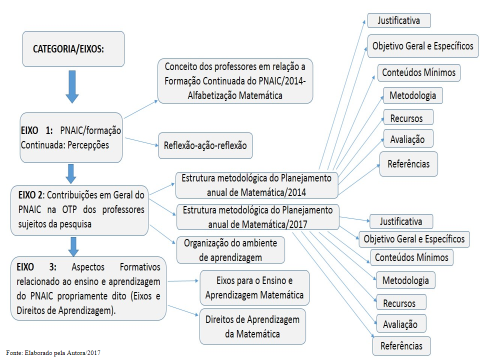 CATEGORIA/EIXOS:
EIXO 1: PNAIC/formação
Continuada: Percepções
Conceito dos professores em relação a
Formação Continuada do PNAIC/2014-
Alfabetização Matemática
Reflexão-ação-reflexão
EIXO 2: Contribuições em Geral do
PNAIC na OTP dos professores
sujeitos da pesquisa
Estrutura metodológica do Planejamento
anual de Matemática/2014
Justificativa
Objetivo Geral e Específicos
Conteúdos Mínimos
Metodologia
Recursos
Avaliação
Referências
Estrutura metodológica do Planejamento
anual de Matemática/2017
Justificativa
Objetivo Geral e Específicos
Conteúdos Mínimos
Metodologia
Recursos
Avaliação
Referências
Organização do ambiente
de aprendizagem
EIXO 3: Aspectos Formativos
relacionado ao ensino e aprendizagem
do PNAIC propriamente dito (Eixos e
Direitos de Aprendizagem).
Eixos para o Ensino e
Aprendizagem Matemática
Direitos de Aprendizagem
da Matemática
Fonte: Elaborado pela Autora/2017